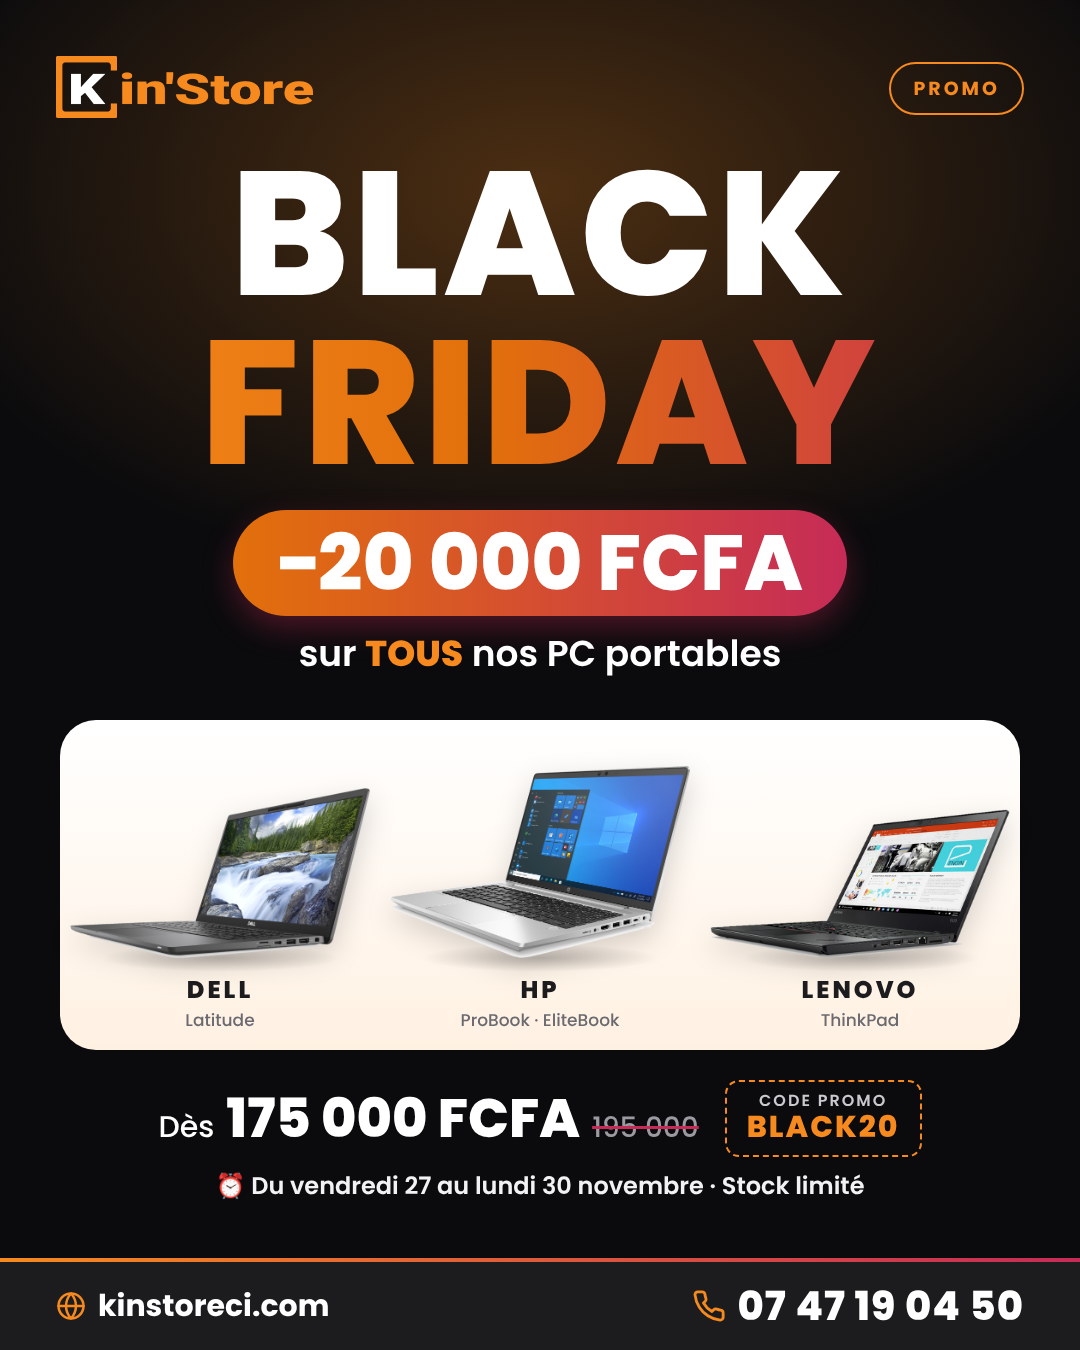 Kin'Store
PROMO
BLACK
FRIDAY
–20 000 FCFA
sur TOUS nos PC portables
DELL
HP
LENOVO
Latitude
ProBook · EliteBook
ThinkPad
Dès 175 000 FCFA 195 000
CODE PROMO
BLACK20
⏰ Du vendredi 27 au lundi 30 novembre · Stock limité
kinstoreci.com
07 47 19 04 50